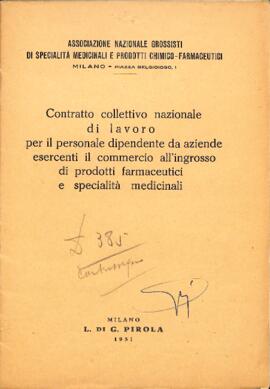 ASSOCIAZIONE NAZIONALE GROSSISTI
DI SPECIALITÀ MEDICINALI E PRODOTTI CHIMICO-FARMACEUTICI
MILANO - PIAZZA BELGIOIOSO, 1
Contratto collettivo nazionale
di lavoro
per il personale dipendente da aziende
esercenti il commercio all'ingrosso
di prodotti farmaceutici
e specialità medicinali
385
MILANO
L. DI G. PIROLA
1951